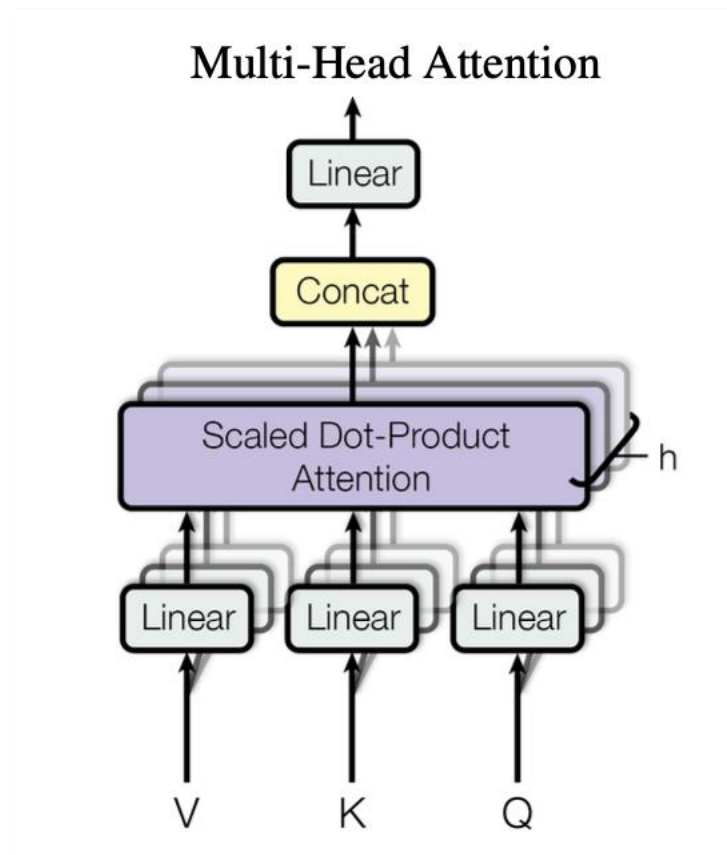 Multi-Head Attention
Linear
Concat
Scaled Dot-Product
Attention
h
Linear
Linear
Linear
V
K
Q